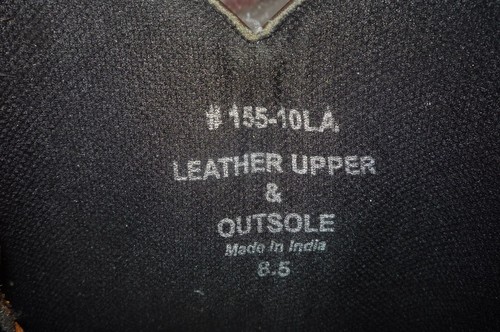 # 155-10LA.
LEATHER UPPER
&
OUTSOLE
Made in India
8.5